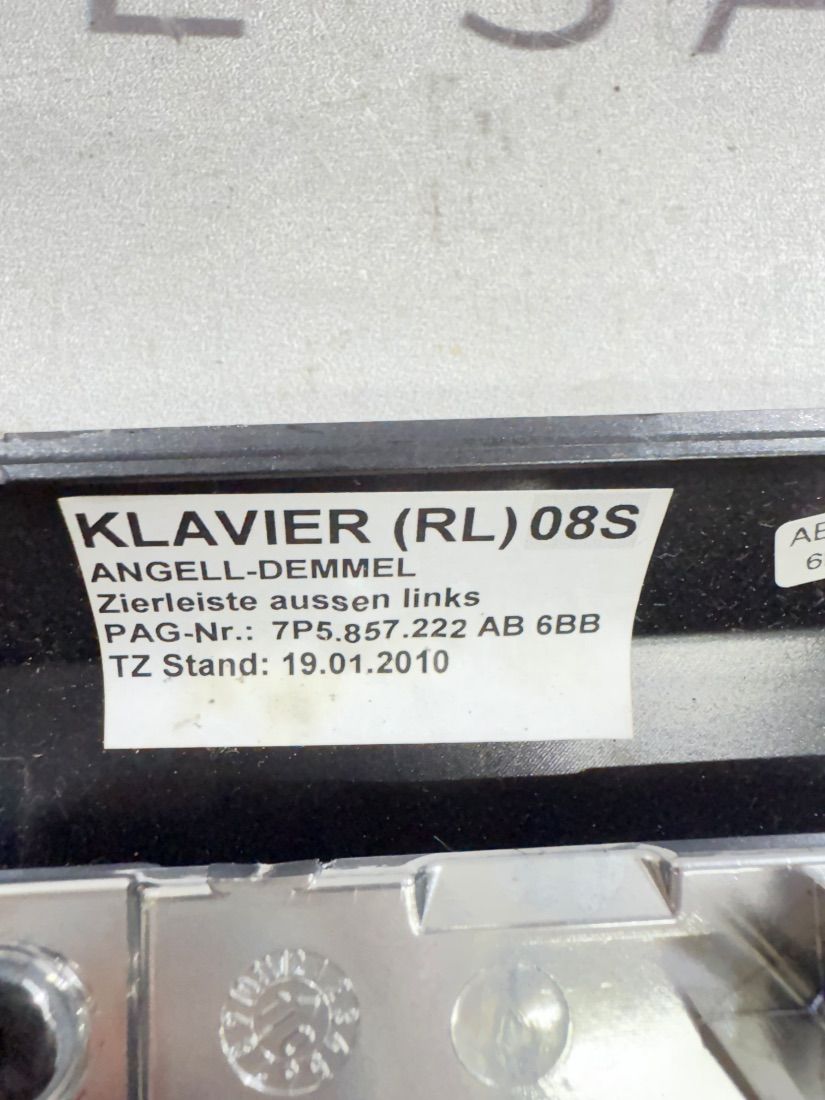 KLAVIER (RL) 08S
ANGELL-DEMMEL
Zierleiste aussen links
PAG-Nr.: 7P5.857.222 AB 6BB
TZ Stand: 19.01.2010